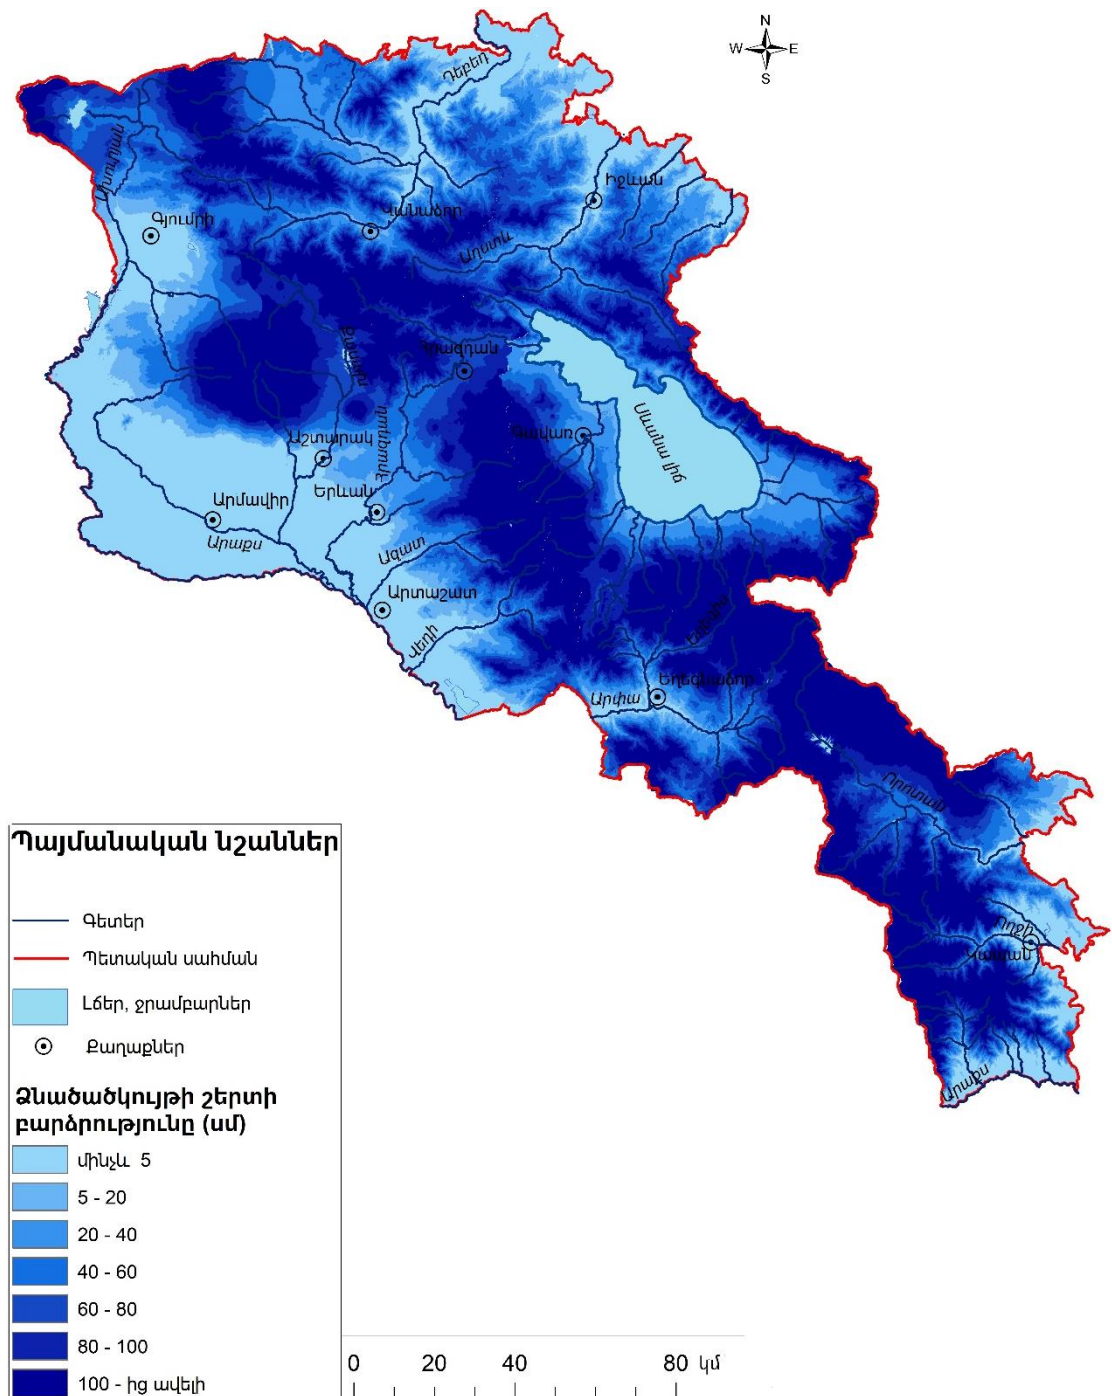 N
W E
S
Դեբեդ
Ախուրյան
Իջևան
Գյումրի
Վանաձոր
Աղստև
Քասախ
Հրազդան
Սևանա լիճ
Հրազդան
Գավառ
Աշտարակ
Երևան
Արմավիր
Արաքս
Ազատ
Արտաշատ
Վեդի
Եղեգիս
Արփա
Եղեգնաձոր
Որոտան
Ողջի
Կապան
Արաքս
Պայմանական նշաններ
Գետեր
Պետական սահման
Լճեր, ջրամբարներ
Քաղաքներ
Ձնածածկույթի շերտի
բարձրությունը (սմ)
մինչև 5
5 - 20
20 - 40
40 - 60
60 - 80
80 - 100
100 - ից ավելի
0 20 40 80 կմ